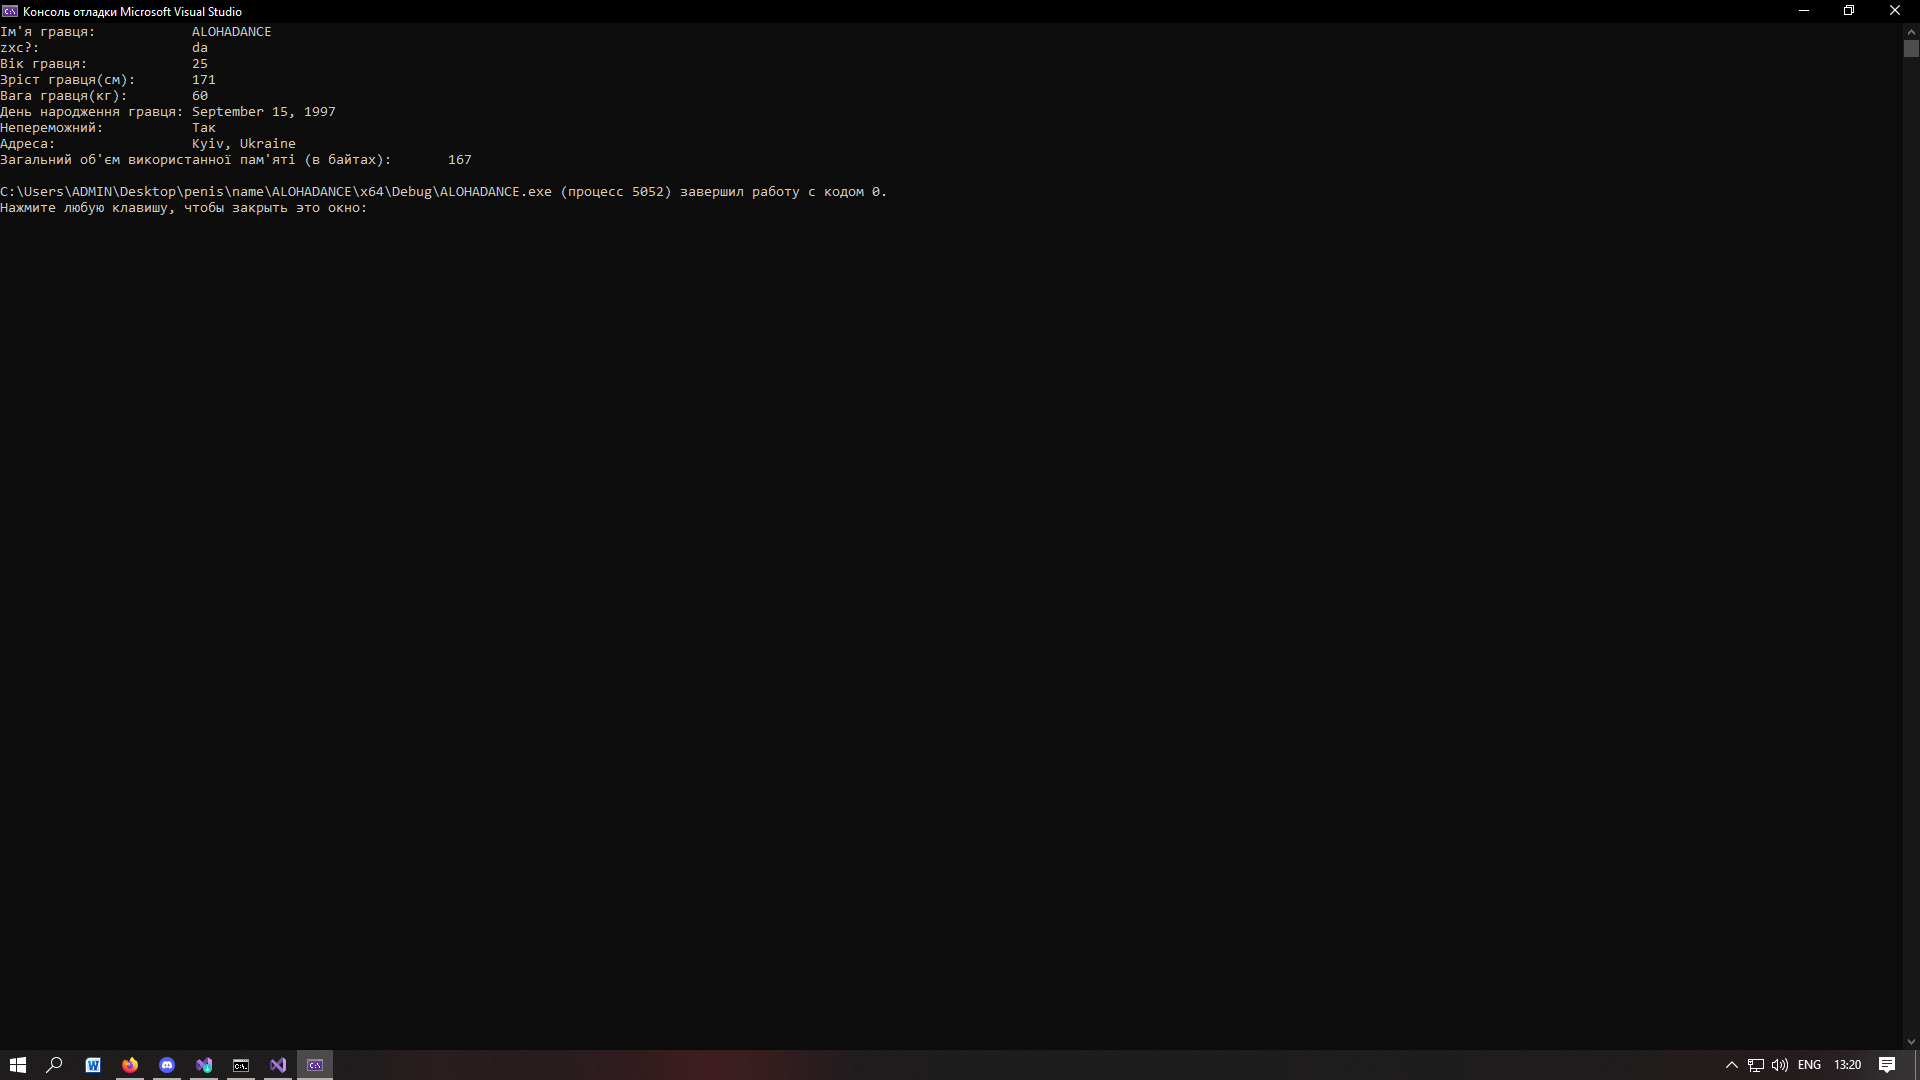 Консоль отладки Microsoft Visual Studio
Ім'я гравця: ALOHADANCE
zxc?: da
Вік гравця: 25
Зріст гравця(см): 171
Вага гравця(кг): 60
День народження гравця: September 15, 1997
Непереможний: Так
Адреса: Kyiv, Ukraine
Загальний об'єм використанної пам'яті (в байтах): 167
C:\Users\ADMIN\Desktop\penis\name\ALOHADANCE\x64\Debug\ALOHADANCE.exe (процесс 5052) завершил работу с кодом 0.
Нажмите любую клавишу, чтобы закрыть это окно:
ENG 13:20